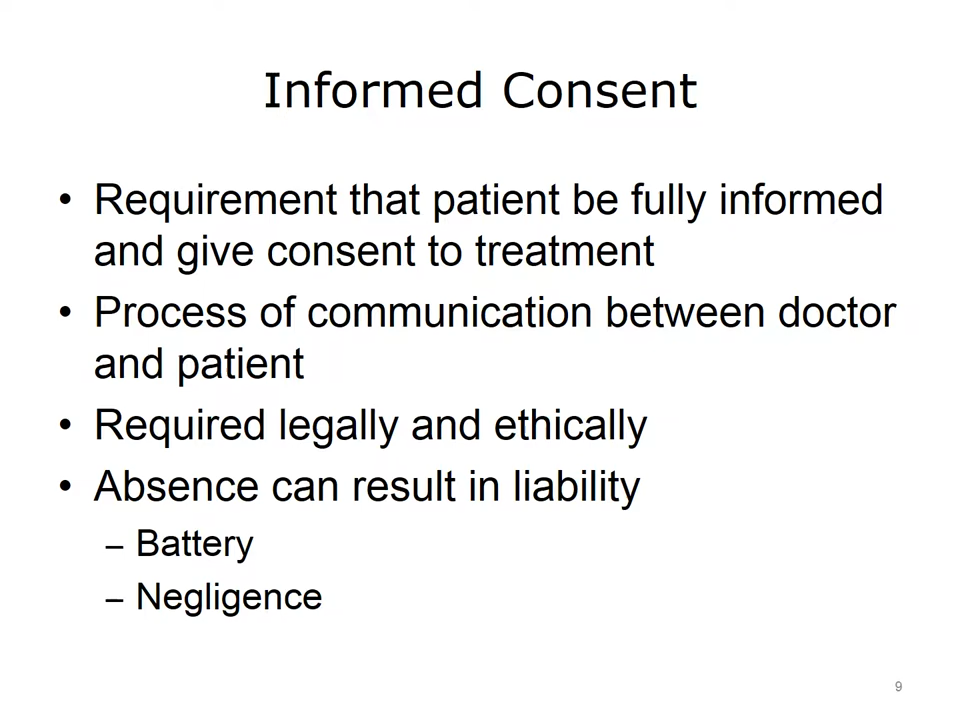 Informed Consent
• Requirement that patient be fully informed
and give consent to treatment
• Process of communication between doctor
and patient
• Required legally and ethically
• Absence can result in liability
– Battery
– Negligence
9